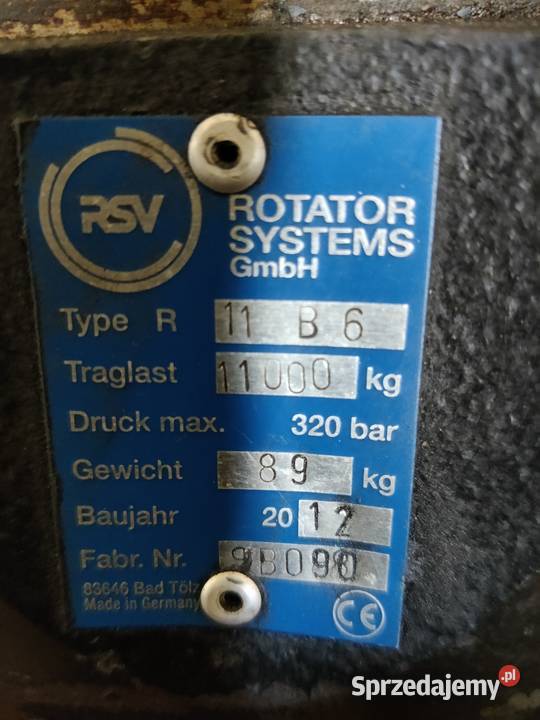 RSV
ROTATOR
SYSTEMS
GmbH
Type R 11 B 6
Traglast 11000 kg
Druck max. 320 bar
Gewicht 89 kg
Baujahr 20 12
Fabr. Nr. 9B090
83646 Bad Tölz
Made in Germany
CE
Sprzedajemy.pl